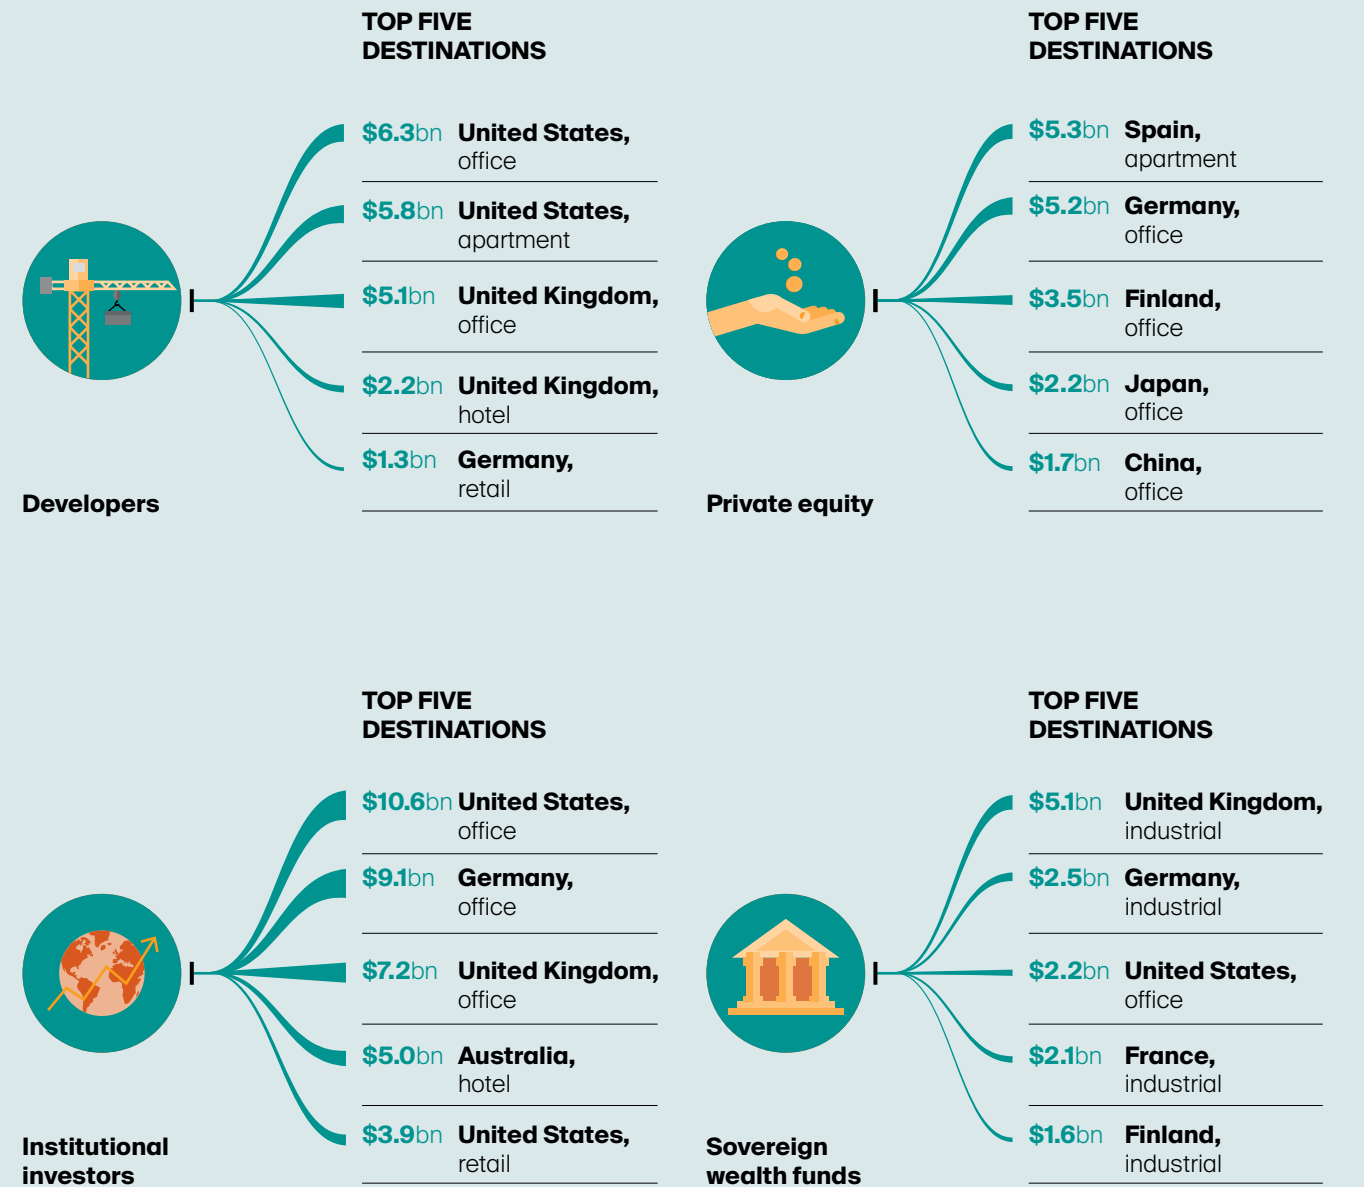 TOP FIVE
DESTINATIONS
$6.3bn United States,
office
$5.8bn United States,
apartment
$5.1bn United Kingdom,
office
$2.2bn United Kingdom,
hotel
$1.3bn Germany,
retail
Developers
TOP FIVE
DESTINATIONS
$5.3bn Spain,
apartment
$5.2bn Germany,
office
$3.5bn Finland,
office
$2.2bn Japan,
office
$1.7bn China,
office
Private equity
TOP FIVE
DESTINATIONS
$10.6bn United States,
office
$9.1bn Germany,
office
$7.2bn United Kingdom,
office
$5.0bn Australia,
hotel
$3.9bn United States,
retail
Institutional
investors
TOP FIVE
DESTINATIONS
$5.1bn United Kingdom,
industrial
$2.5bn Germany,
industrial
$2.2bn United States,
office
$2.1bn France,
industrial
$1.6bn Finland,
industrial
Sovereign
wealth funds